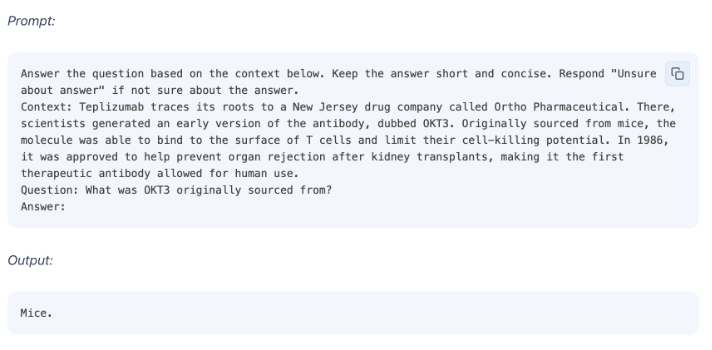 Prompt:
Answer the question based on the context below. Keep the answer short and concise. Respond "Unsure
about answer" if not sure about the answer.
Context: Teplizumab traces its roots to a New Jersey drug company called Ortho Pharmaceutical. There,
scientists generated an early version of the antibody, dubbed OKT3. Originally sourced from mice, the
molecule was able to bind to the surface of T cells and limit their cell-killing potential. In 1986,
it was approved to help prevent organ rejection after kidney transplants, making it the first
therapeutic antibody allowed for human use.
Question: What was OKT3 originally sourced from?
Answer:
Output:
Mice.